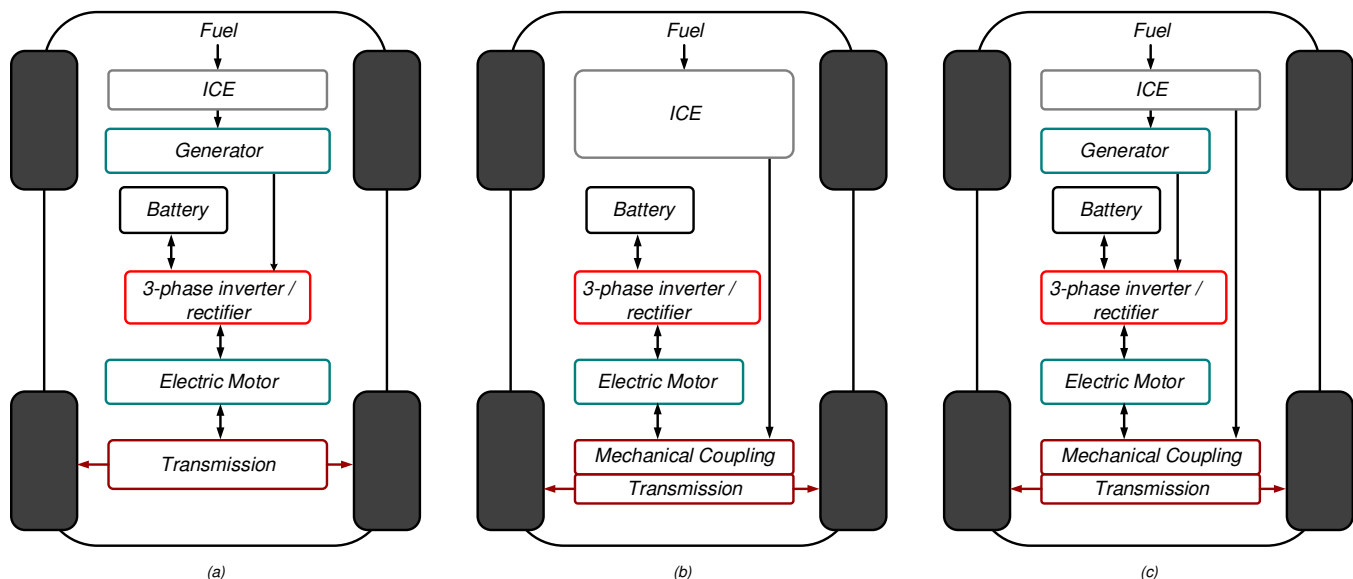 Fuel
ICE
Generator
Battery
3-phase inverter /
rectifier
Electric Motor
Transmission
(a)
Fuel
ICE
Battery
3-phase inverter /
rectifier
Electric Motor
Mechanical Coupling
Transmission
(b)
Fuel
ICE
Generator
Battery
3-phase inverter /
rectifier
Electric Motor
Mechanical Coupling
Transmission
(c)